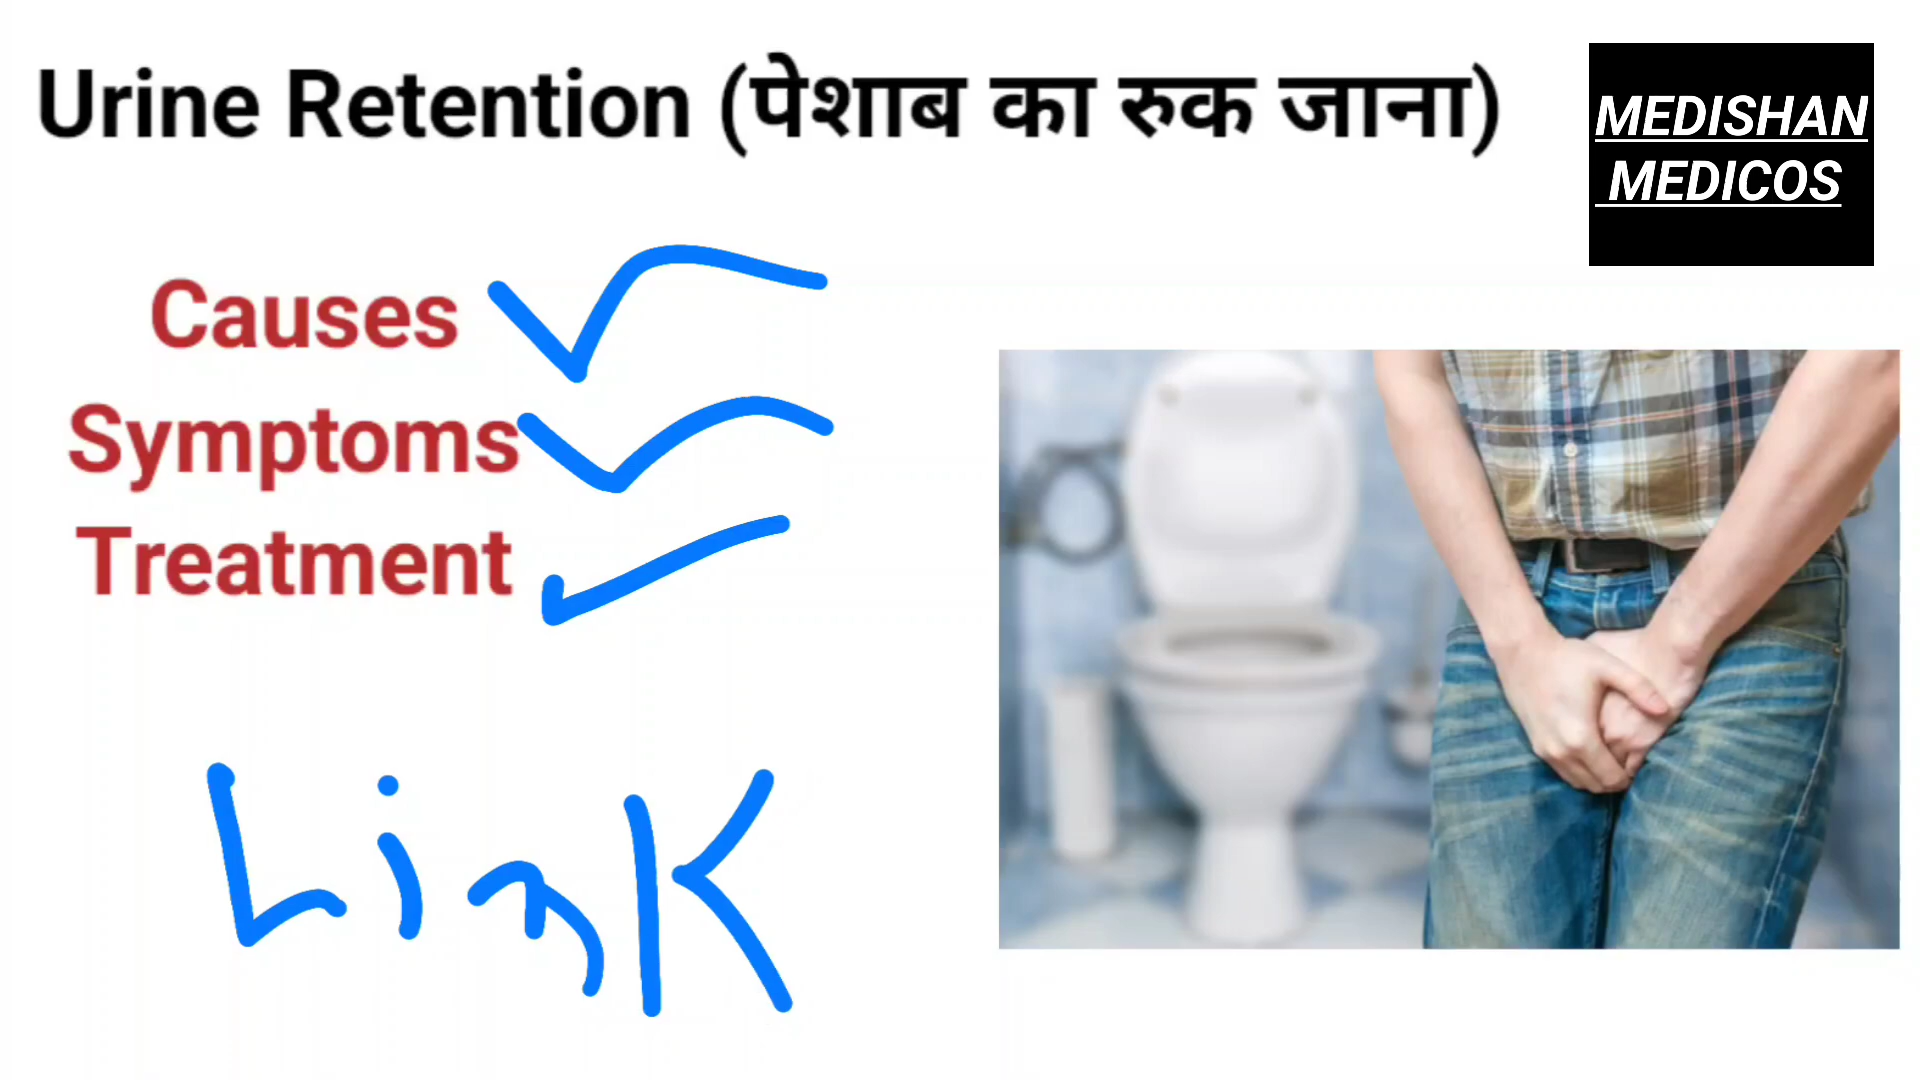 Urine Retention (पेशाब का रुक जाना)
MEDISHAN
MEDICOS
Causes
Symptoms
Treatment
Link